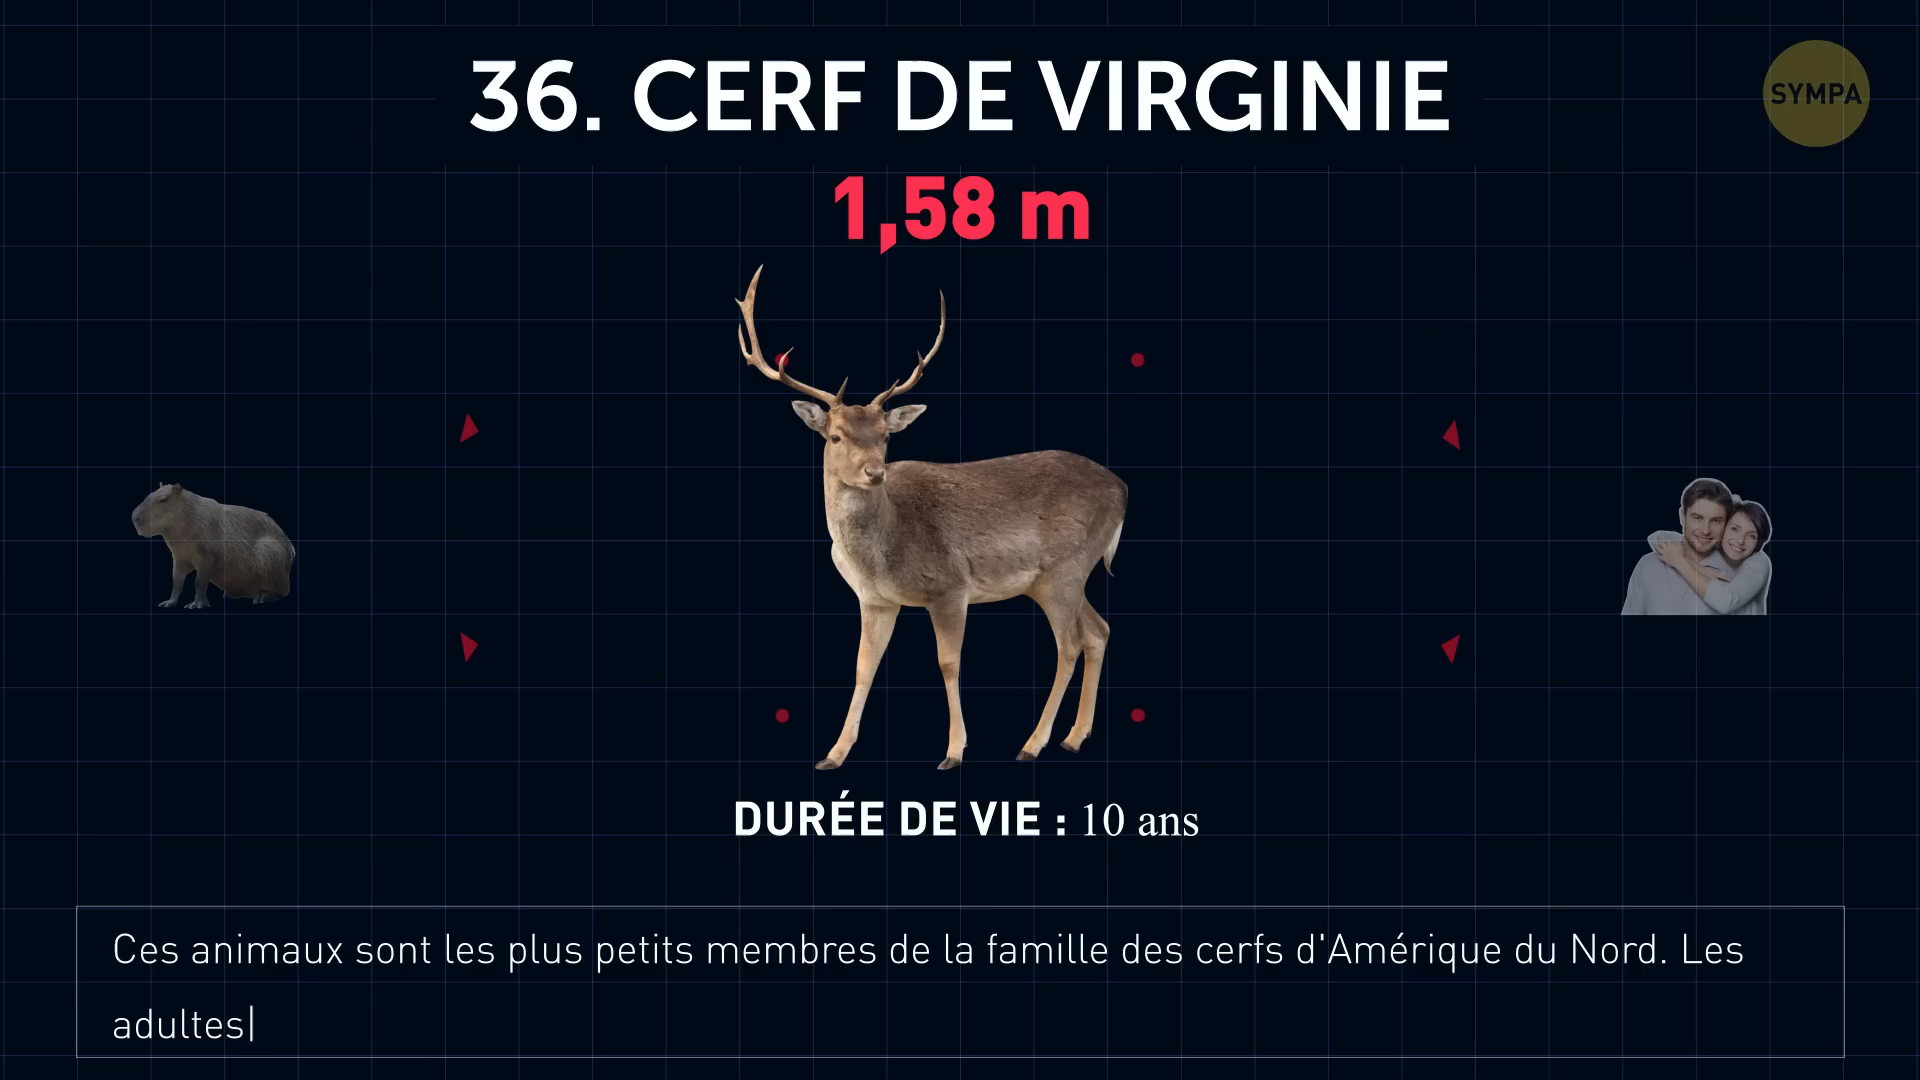 36. CERF DE VIRGINIE
SYMPA
1,58 m
DURÉE DE VIE : 10 ans
Ces animaux sont les plus petits membres de la famille des cerfs d'Amérique du Nord. Les
adultes|